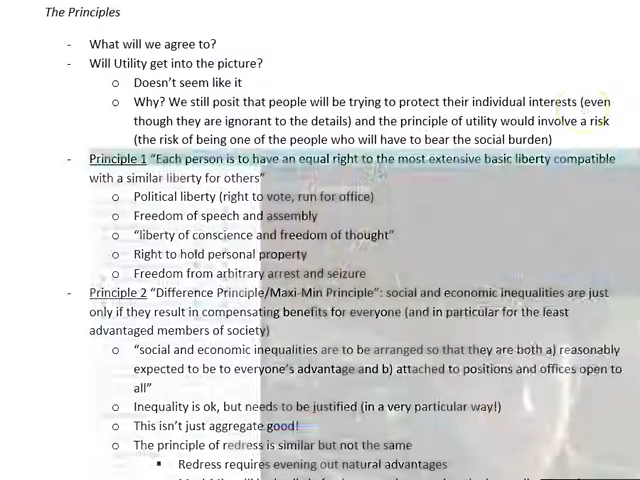 The Principles
- What will we agree to?
- Will Utility get into the picture?
o Doesn't seem like it
o Why? We still posit that people will be trying to protect their individual interests (even
though they are ignorant to the details) and the principle of utility would involve a risk
(the risk of being one of the people who will have to bear the social burden)
- Principle 1 "Each person is to have an equal right to the most extensive basic liberty compatible
with a similar liberty for others"
o Political liberty (right to vote, run for office)
o Freedom of speech and assembly
o "liberty of conscience and freedom of thought"
o Right to hold personal property
o Freedom from arbitrary arrest and seizure
- Principle 2 "Difference Principle/Maxi-Min Principle": social and economic inequalities are just
only if they result in compensating benefits for everyone (and in particular for the least
advantaged members of society)
o "social and economic inequalities are to be arranged so that they are both a) reasonably
expected to be to everyone's advantage and b) attached to positions and offices open to
all"
o Inequality is ok, but needs to be justified (in a very particular way!)
o This isn't just aggregate good!
o The principle of redress is similar but not the same
▪ Redress requires evening out natural advantages